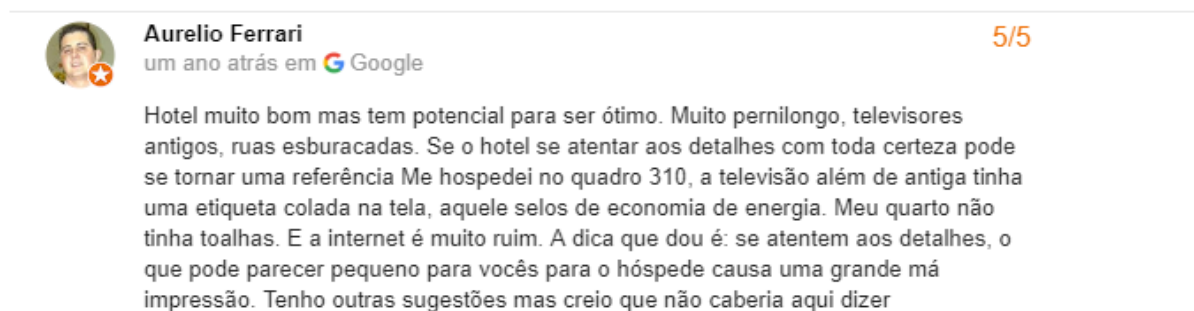 Aurelio Ferrari
5/5
um ano atrás em Google
Hotel muito bom mas tem potencial para ser ótimo. Muito pernilongo, televisores
antigos, ruas esburacadas. Se o hotel se atentar aos detalhes com toda certeza pode
se tornar uma referência Me hospedei no quadro 310, a televisão além de antiga tinha
uma etiqueta colada na tela, aquele selos de economia de energia. Meu quarto não
tinha toalhas. E a internet é muito ruim. A dica que dou é: se atentem aos detalhes, o
que pode parecer pequeno para vocês para o hóspede causa uma grande má
impressão. Tenho outras sugestões mas creio que não caberia aqui dizer